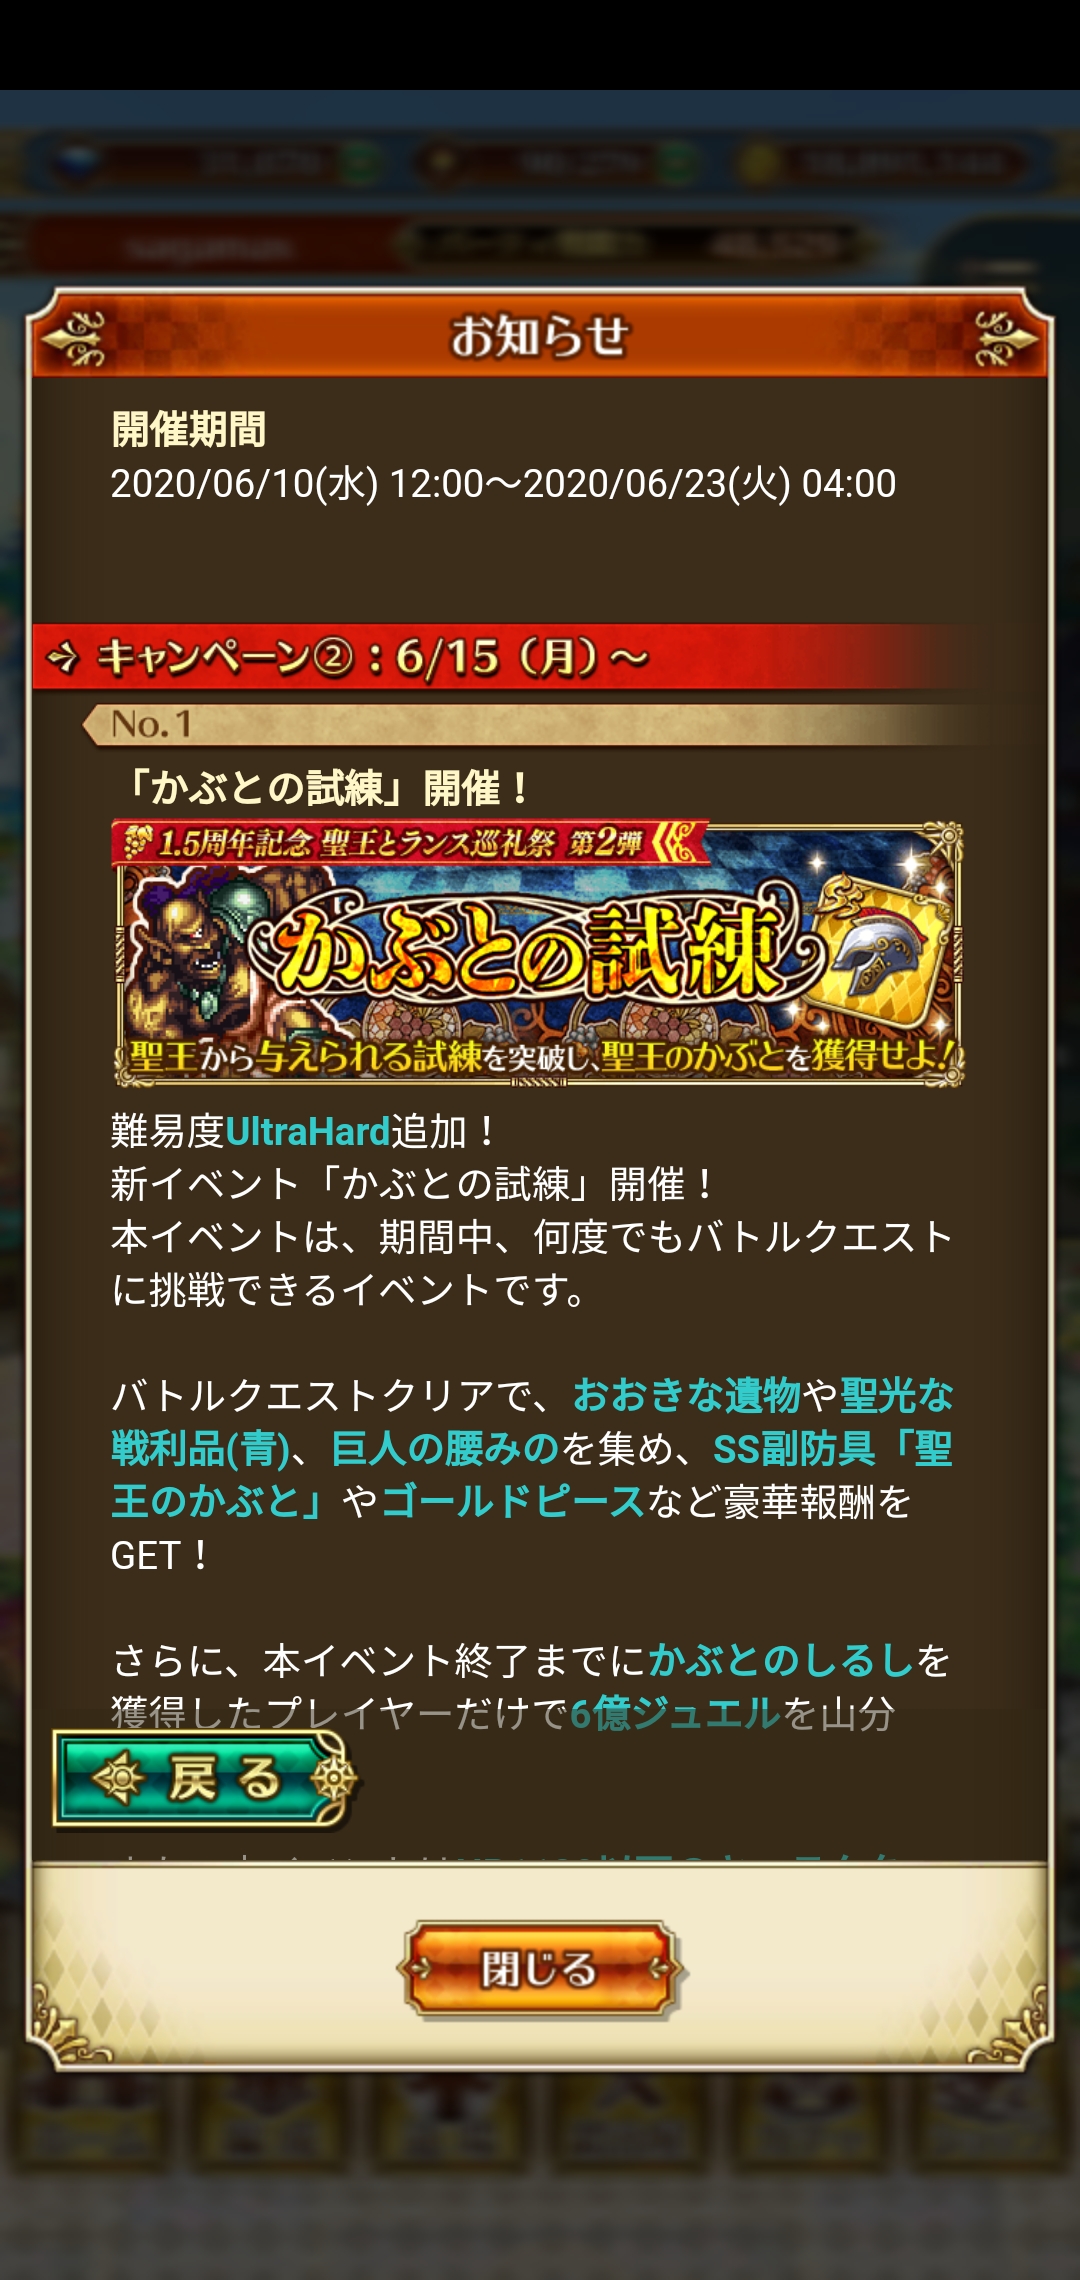 お知らせ
開催期間
2020/06/10(水) 12:00〜2020/06/23(火) 04:00
キャンペーン②：6/15（月）〜
No.1
「かぶとの試練」開催！
1.5周年記念 聖王とランス巡礼祭 第2弾
かぶとの試練
聖王から与えられる試練を突破し、聖王のかぶとを獲得せよ！
難易度UltraHard追加！
新イベント「かぶとの試練」開催！
本イベントは、期間中、何度でもバトルクエスト
に挑戦できるイベントです。
バトルクエストクリアで、おおきな遺物や聖光な
戦利品(青)、巨人の腰みのを集め、SS副防具「聖
王のかぶと」やゴールドピースなど豪華報酬を
GET！
さらに、本イベント終了までにかぶとのしるしを
獲得したプレイヤーだけで6億ジュエルを山分
戻る
閉じる